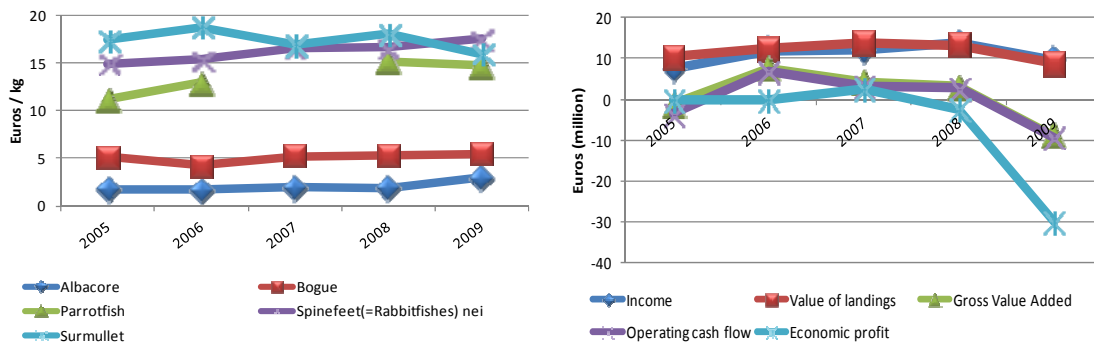 20
15
10
5
0
Euros / kg
2005
2006
2007
2008
2009
Albacore
Bogue
Parrotfish
Spinefeet(=Rabbitfishes) nei
Surmullet
20
10
0
-10
-20
-30
-40
Euros (million)
2005
2006
2007
2008
2009
Income
Value of landings
Gross Value Added
Operating cash flow
Economic profit